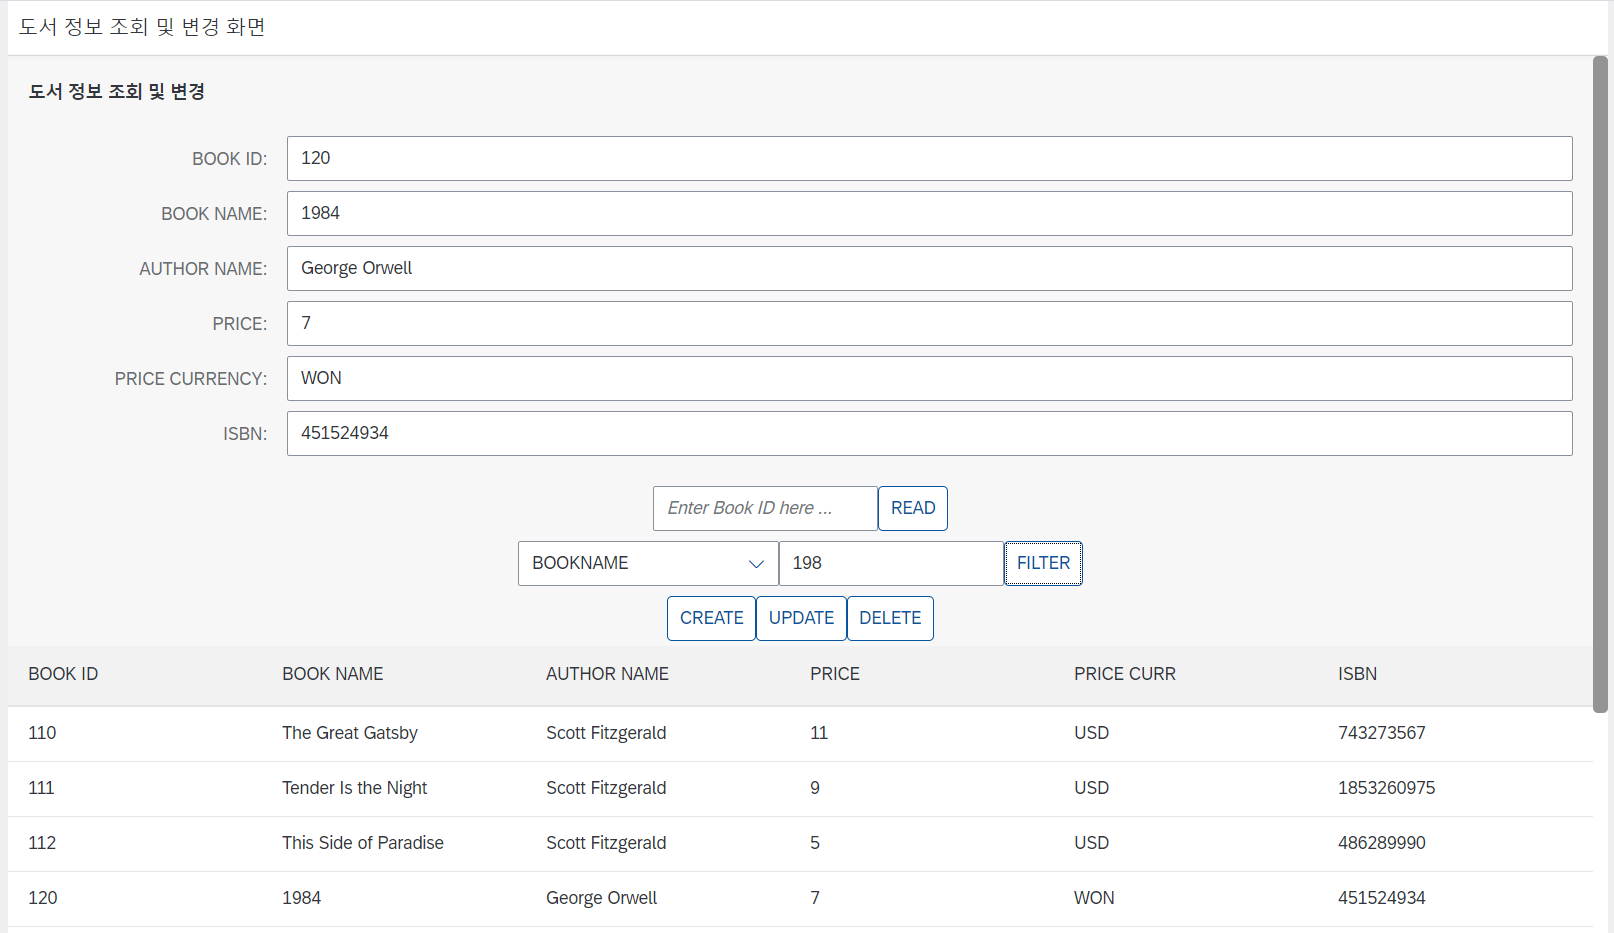 도서 정보 조회 및 변경 화면
도서 정보 조회 및 변경
BOOK ID: 120
BOOK NAME: 1984
AUTHOR NAME: George Orwell
PRICE: 7
PRICE CURRENCY: WON
ISBN: 451524934
Enter Book ID here ... READ
BOOKNAME 198 FILTER
CREATE UPDATE DELETE
BOOK ID BOOK NAME AUTHOR NAME PRICE PRICE CURR ISBN
110 The Great Gatsby Scott Fitzgerald 11 USD 743273567
111 Tender Is the Night Scott Fitzgerald 9 USD 1853260975
112 This Side of Paradise Scott Fitzgerald 5 USD 486289990
120 1984 George Orwell 7 WON 451524934